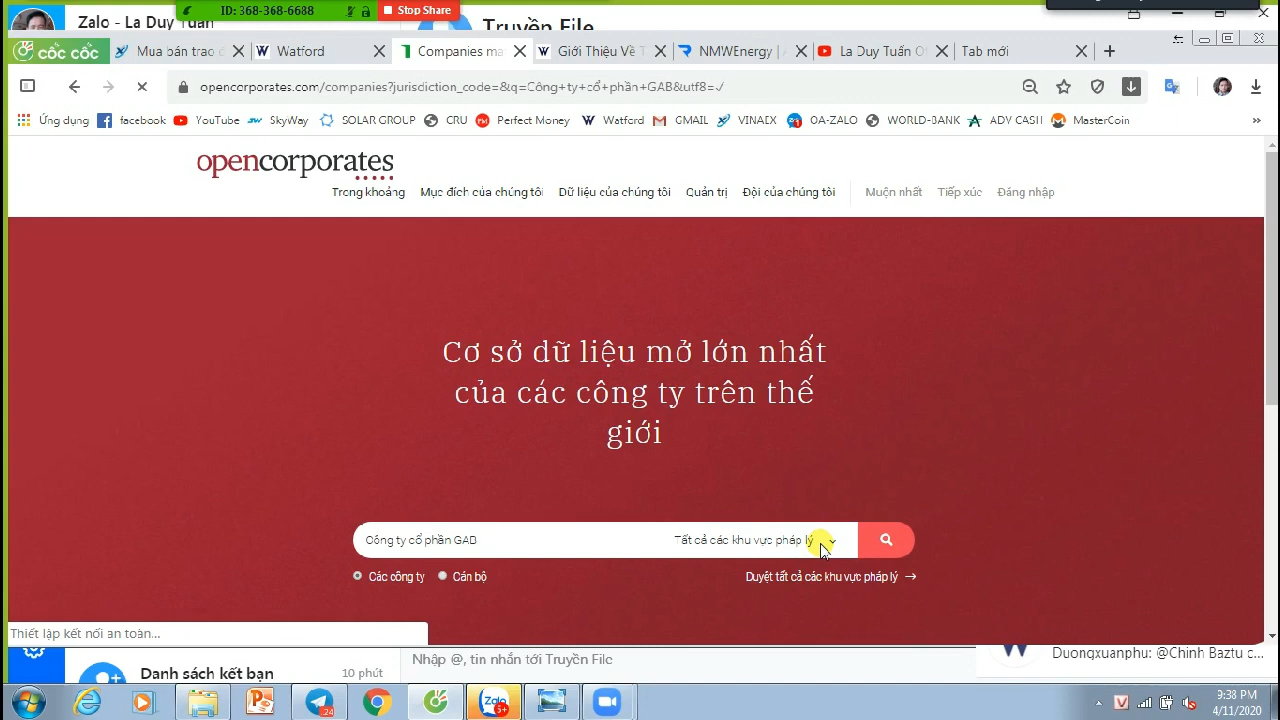 Zalo - La Duy Tuấn
ID: 368-368-6688
Stop Share
Truyền File
cốc cốc
Mua bán trao đ
Watford
Companies ma
Giới Thiệu Về T
NMWEnergy |
La Duy Tuấn Of
Tab mới
opencorporates.com/companies?jurisdiction_code=&q=Công+ty+cổ+phần+GAB&utf8=✓
Ứng dụng
facebook
YouTube
SkyWay
SOLAR GROUP
CRU
Perfect Money
Watford
GMAIL
VINAEX
OA-ZALO
WORLD-BANK
ADV CASH
MasterCoin
»
opencorporates
Trong khoảng
Mục đích của chúng tôi
Dữ liệu của chúng tôi
Quản trị
Đội của chúng tôi
Muộn nhất
Tiếp xúc
Đăng nhập
Cơ sở dữ liệu mở lớn nhất
của các công ty trên thế
giới
Công ty cổ phần GAB
Tất cả các khu vực pháp lý
Các công ty
Cán bộ
Duyệt tất cả các khu vực pháp lý →
Thiết lập kết nối an toàn...
Danh sách kết bạn
10 phút
Nhập @, tin nhắn tới Truyền File
Duongxuanphu: @Chinh Baztu c...
24
Zalo
5+
V
9:38 PM
4/11/2020